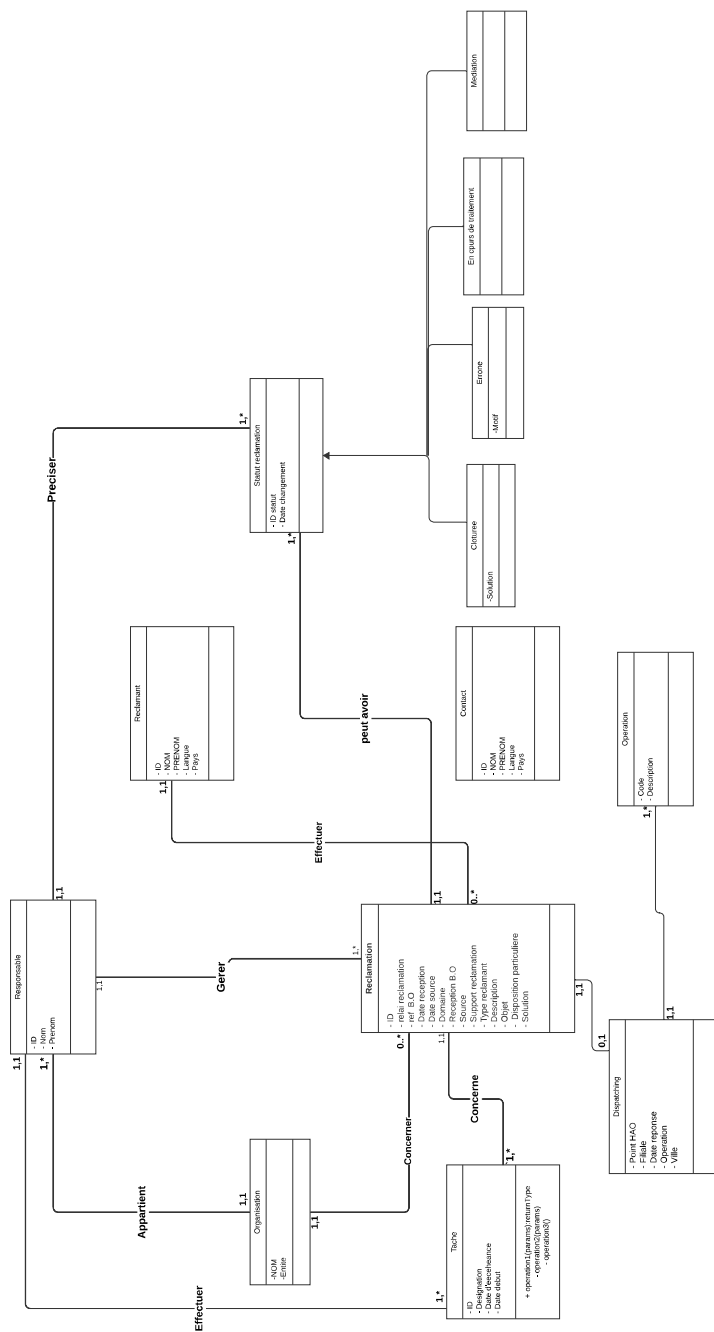 Responsable
- ID
- Nom
- Prenom
1,1
1,*
1,1
1,1
Preciser
1,*
Statut reclamation
- ID statut
- Date changement
1,*
Reclamant
- ID
- NOM
- PRENOM
- Langue
- Pays
1,1
Effectuer
0..*
Gerer
1,*
peut avoir
1,1
Reclamation
- ID
- relai reclamation
- ref B.O
- Date reception
- Date source
- Domaine
- Reception B.O
- Source
- Support reclamation
- Type reclamant
- Description
- Objet
- Disposition particuliere
- Solution
0..*
1,1
1,1
Appartient
1,1
Organisation
-NOM
-Entite
1,1
Concerner
Effectuer
1,*
Tache
- ID
- Designation
- Date d'eecheheance
- Date debut
+ operation1(params):returnType
- operation2(params)
- operation3()
Concerne
1,*
Contact
- ID
- NOM
- PRENOM
- Langue
- Pays
Cloturee
-Solution
Errone
-Motif
En cpurs de traitement
Mediation
0,1
Dispatching
- Point HAO
- Filiale
- Date reponse
- Operation
- Ville
1,1
Operation
- Code
- Description
1,*